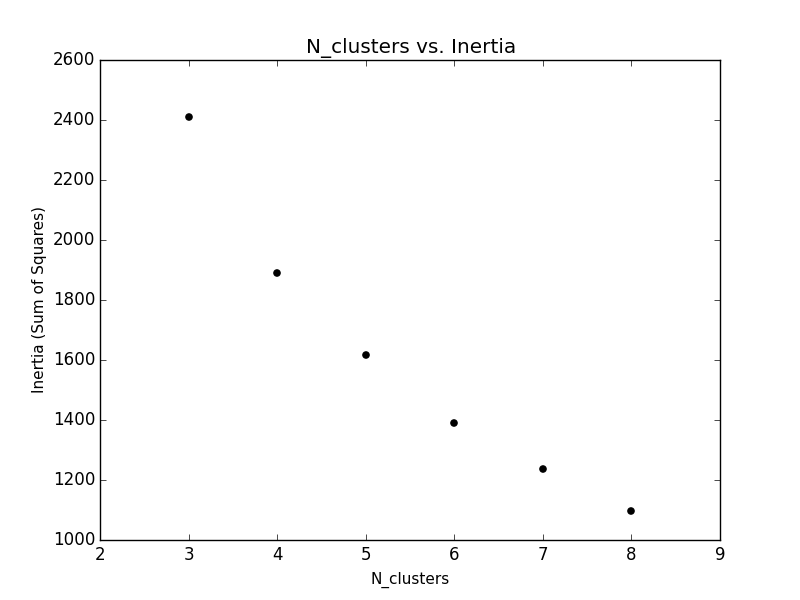 N_clusters vs. Inertia
2600
2400
2200
2000
1800
1600
1400
1200
1000
Inertia (Sum of Squares)
2 3 4 5 6 7 8 9
N_clusters